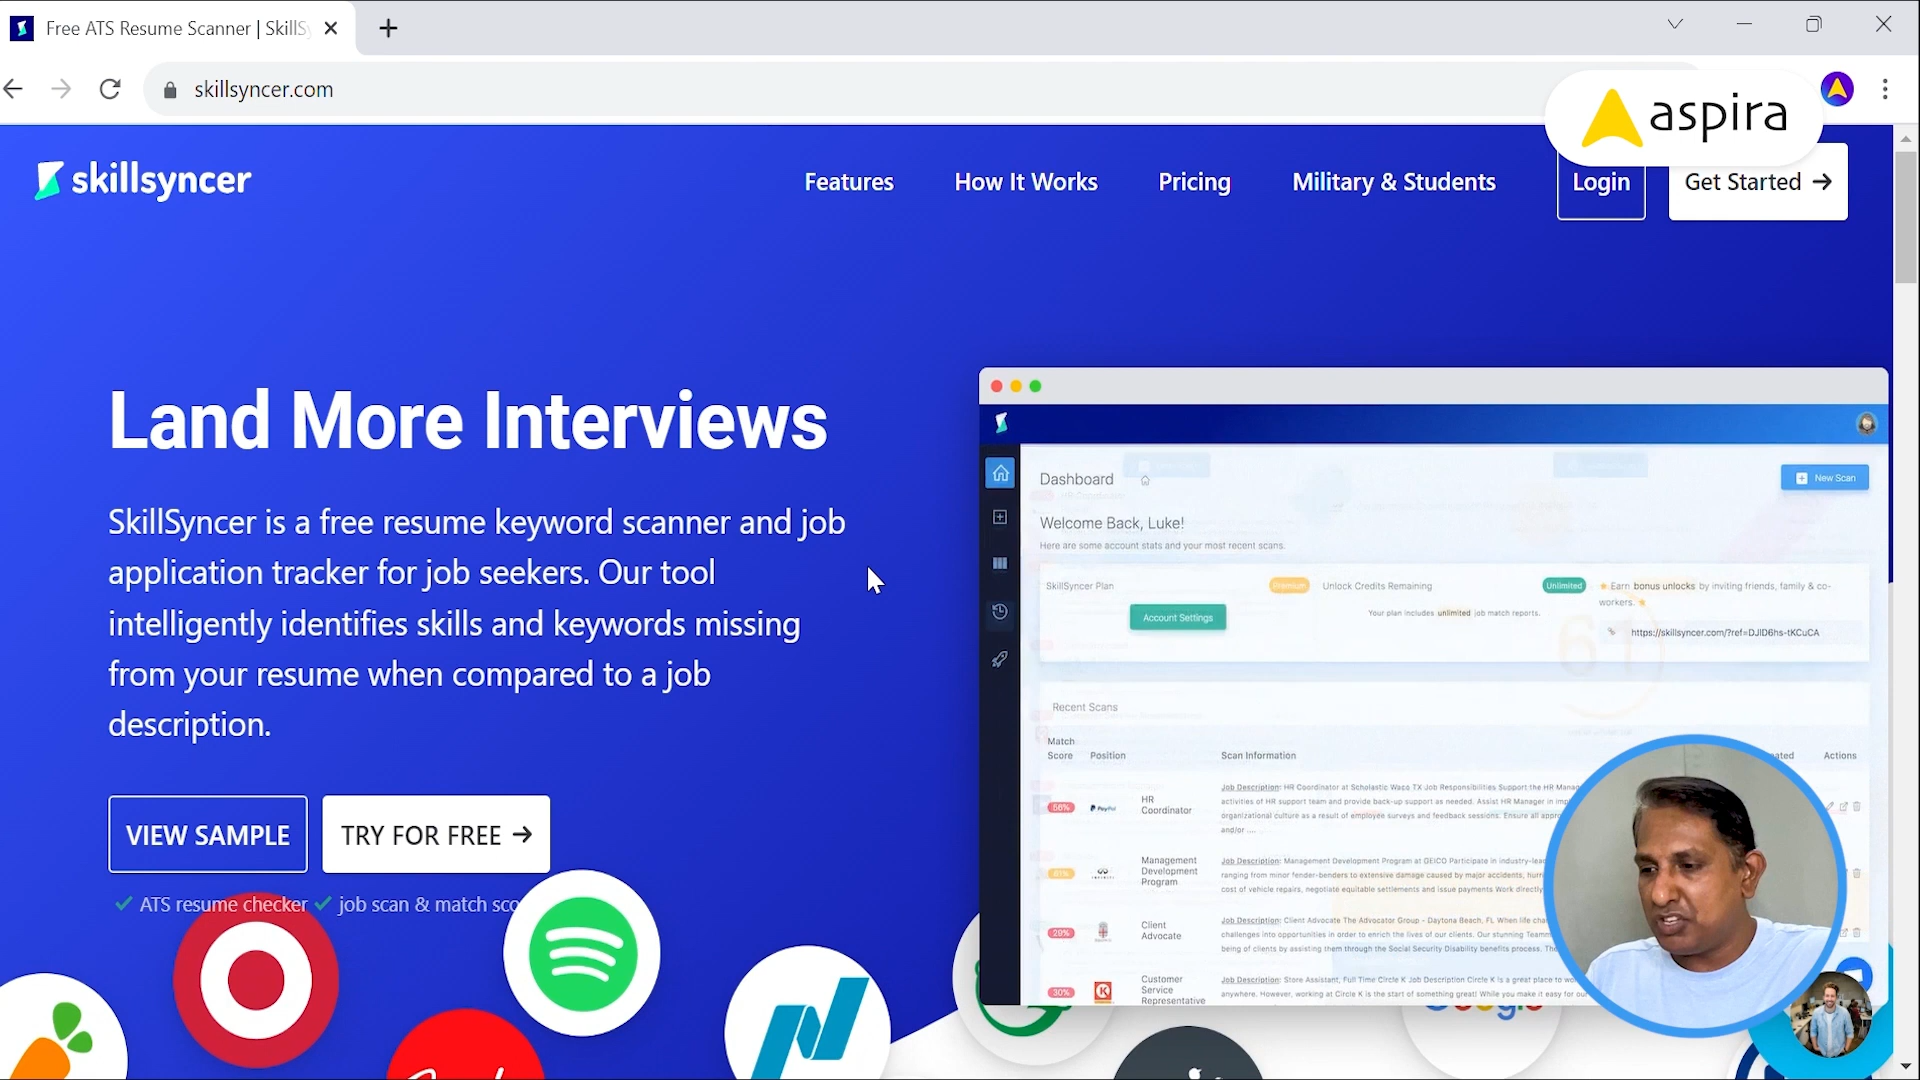 Free ATS Resume Scanner | SkillS
skillsyncer.com
aspira
skillsyncer
Features
How It Works
Pricing
Military & Students
Login
Get Started →
Land More Interviews
SkillSyncer is a free resume keyword scanner and job
application tracker for job seekers. Our tool
intelligently identifies skills and keywords missing
from your resume when compared to a job
description.
VIEW SAMPLE
TRY FOR FREE →
ATS resume checker
job scan & match sco
Dashboard
New Scan
Welcome Back, Luke!
Here are some account stats and your most recent scans.
SkillSyncer Plan
Premium
Account Settings
Unlock Credits Remaining
Unlimited
Your plan includes unlimited job match reports.
Earn bonus unlocks by inviting friends, family & co-
workers.
https://skillsyncer.com/?ref=DJlD6hs-tKCuCA
61
Recent Scans
Match
Score
Position
Scan Information
Actions
PayPal
HR
Coordinator
Job Description: HR Coordinator at Scholastic Waco TX Job Responsibilities Support the HR Manag
activities of HR support team and provide back-up support as needed. Assist HR Manager in imp
organizational culture as a result of employee surveys and feedback sessions. Ensure all appro
and/or ....
Management
Development
Program
Job Description: Management Development Program at GEICO Participate in industry-lea
ranging from minor fender-benders to extensive damage caused by major accidents, hurri
cost of vehicle repairs, negotiate equitable settlements and issue payments Work directly
29%
Client
Advocate
Job Description: Client Advocate The Advocator Group - Daytona Beach, FL When life cha
challenges into opportunities in order to enrich the lives of our clients. Our stunning Team
being of clients by assisting them through the Social Security Disability benefits process. The
30%
Customer
Service
Representative
Job Description: Store Assistant, Full Time Circle K Job Description Circle K is a great place to wo
anywhere. However, working at Circle K is the start of something great! While you make it easy for our
Google